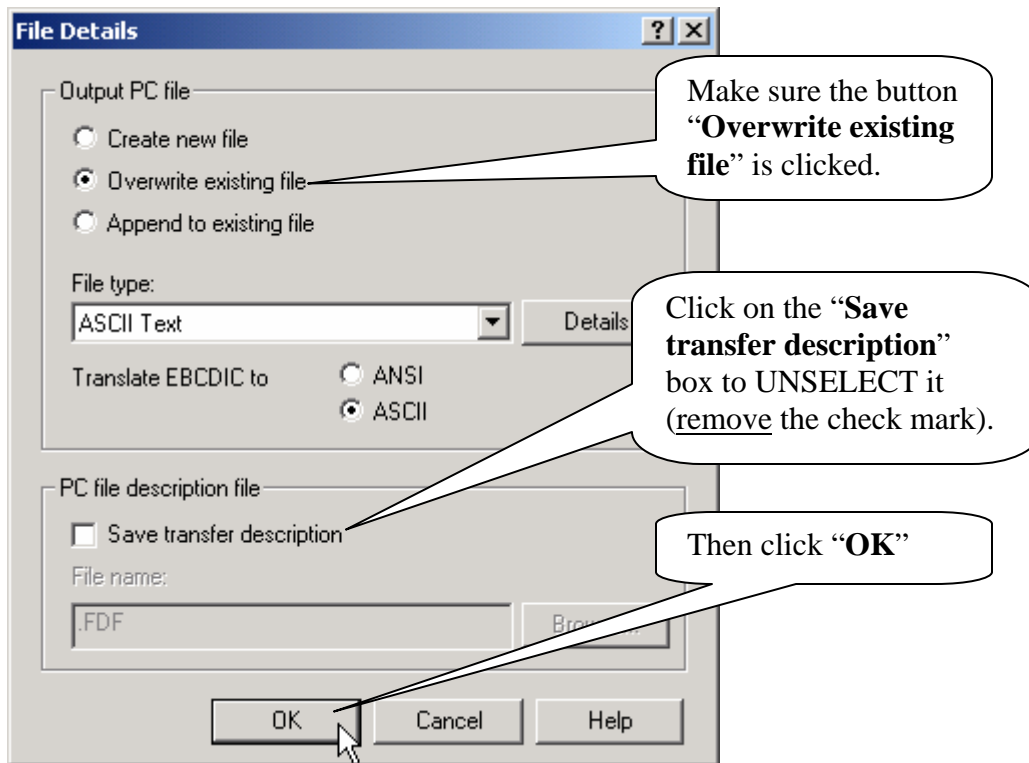 File Details
Output PC file
Create new file
Overwrite existing file
Append to existing file
Make sure the button
“Overwrite existing
file” is clicked.
File type:
ASCII Text
Details
Translate EBCDIC to
ANSI
ASCII
Click on the “Save
transfer description”
box to UNSELECT it
(remove the check mark).
PC file description file
Save transfer description
File name:
.FDF
Then click “OK”
OK
Cancel
Help